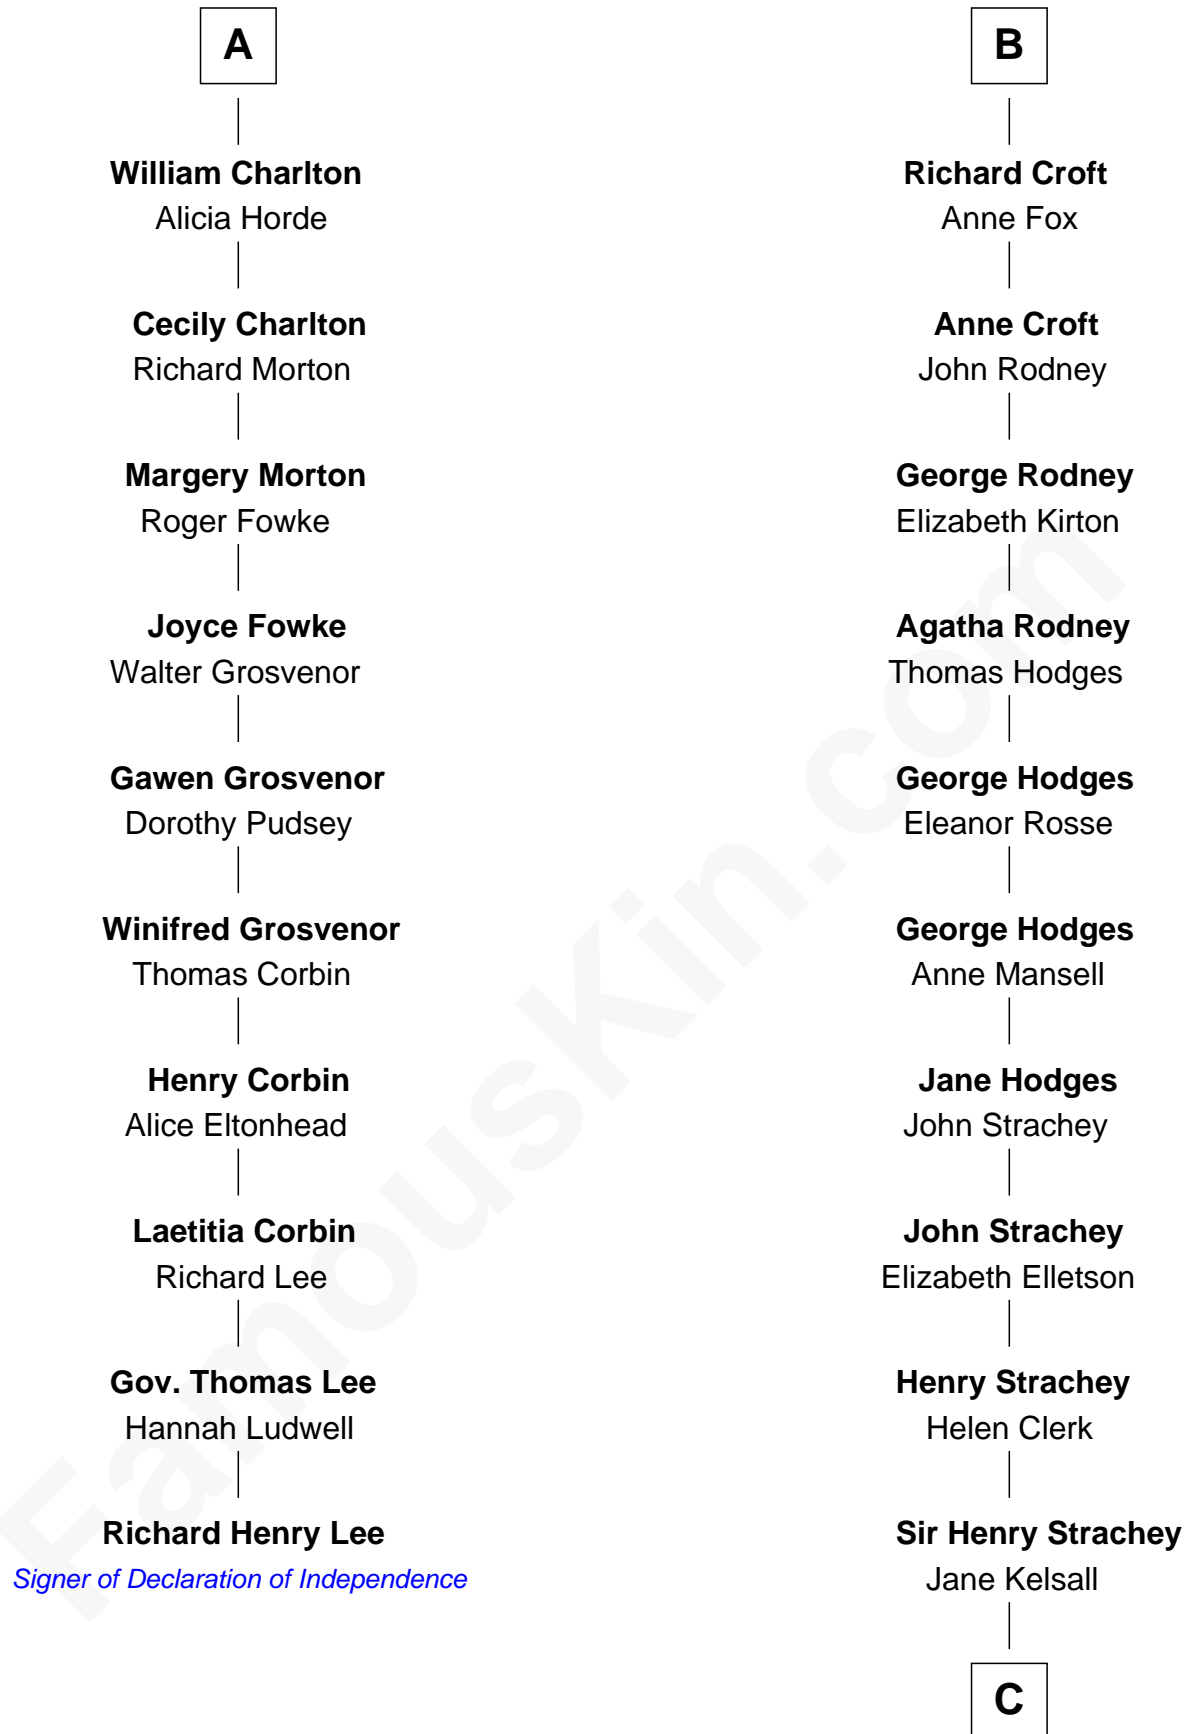 A
William Charlton
Alicia Horde
Cecily Charlton
Richard Morton
Margery Morton
Roger Fowke
Joyce Fowke
Walter Grosvenor
Gawen Grosvenor
Dorothy Pudsey
Winifred Grosvenor
Thomas Corbin
Henry Corbin
Alice Eltonhead
Laetitia Corbin
Richard Lee
Gov. Thomas Lee
Hannah Ludwell
Richard Henry Lee
Signer of Declaration of Independence
B
Richard Croft
Anne Fox
Anne Croft
John Rodney
George Rodney
Elizabeth Kirton
Agatha Rodney
Thomas Hodges
George Hodges
Eleanor Rosse
George Hodges
Anne Mansell
Jane Hodges
John Strachey
John Strachey
Elizabeth Elletson
Henry Strachey
Helen Clerk
Sir Henry Strachey
Jane Kelsall
C
FamousKin.com